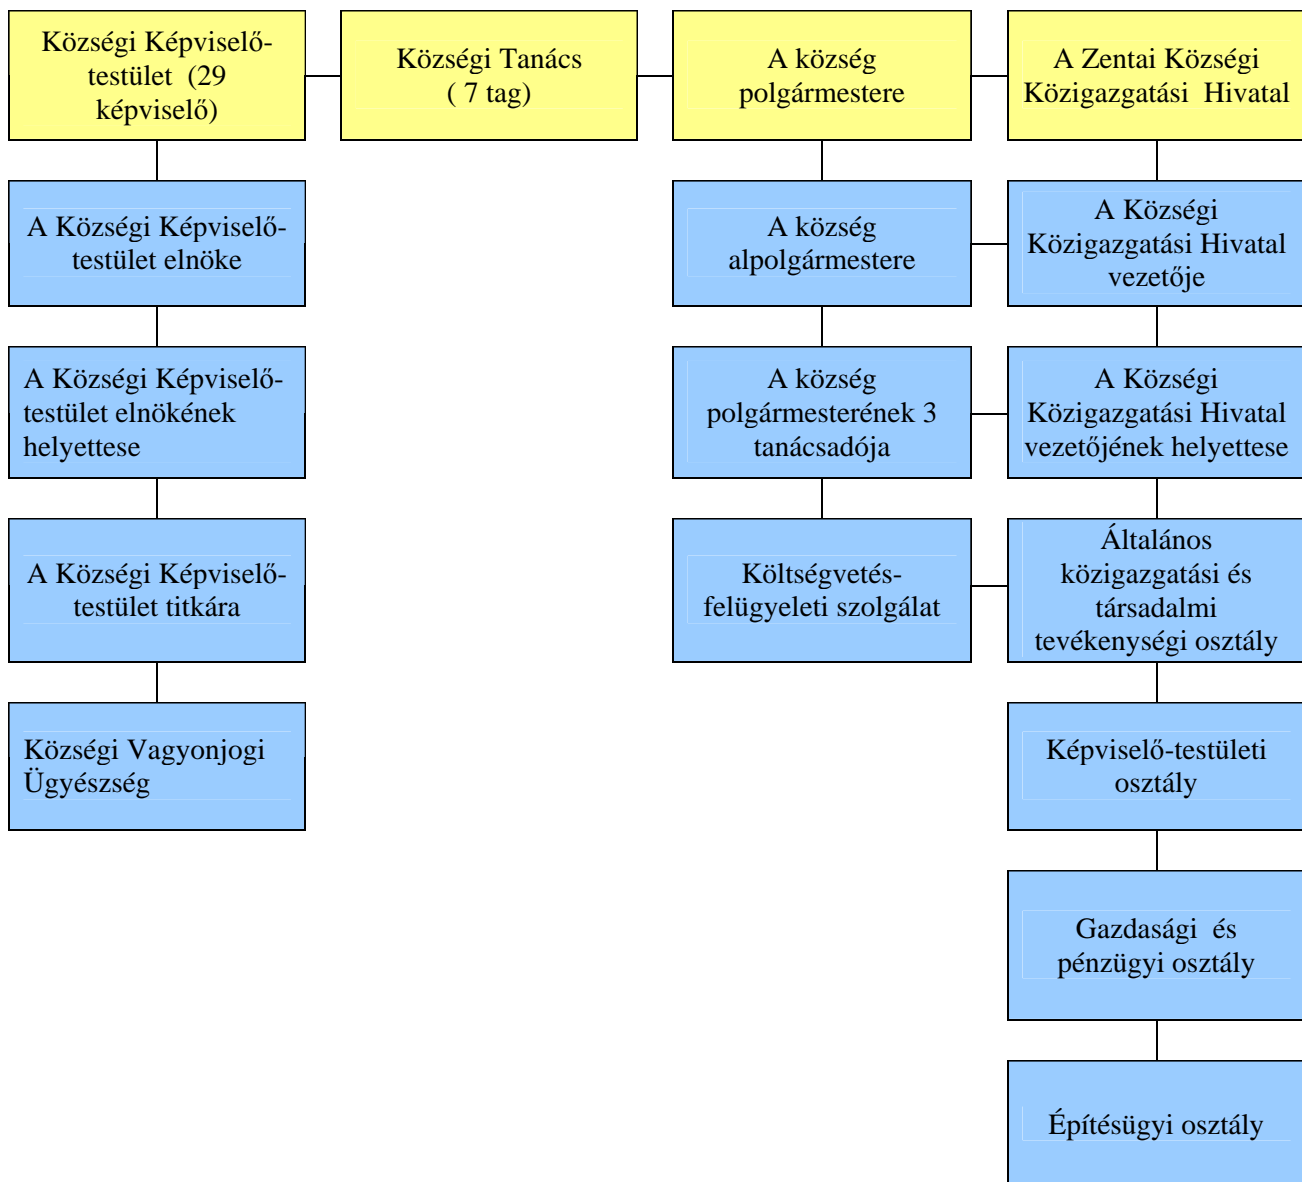 Községi Képviselő-
testület (29
képviselő)
Községi Tanács
( 7 tag)
A község
polgármestere
A Zentai Községi
Közigazgatási Hivatal
A Községi Képviselő-
testület elnöke
A község
alpolgármestere
A Községi
Közigazgatási Hivatal
vezetője
A Községi Képviselő-
testület elnökének
helyettese
A község
polgármesterének 3
tanácsadója
A Községi
Közigazgatási Hivatal
vezetőjének helyettese
A Községi Képviselő-
testület titkára
Költségvetés-
felügyeleti szolgálat
Általános
közigazgatási és
társadalmi
tevékenységi osztály
Községi Vagyonjogi
Ügyészség
Képviselő-testületi
osztály
Gazdasági és
pénzügyi osztály
Építésügyi osztály